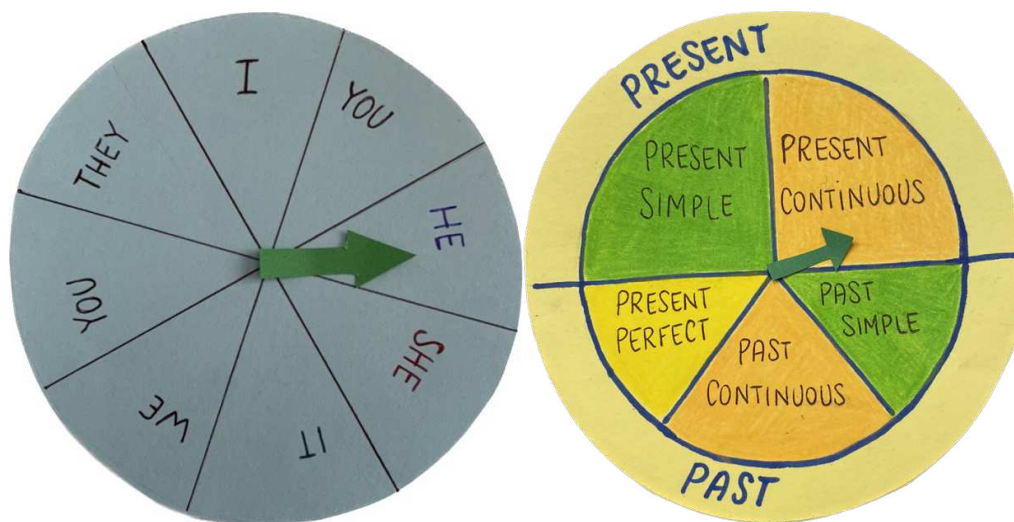 I
YOU
HE
SHE
IT
WE
YOU
THEY
PRESENT
PRESENT
SIMPLE
PRESENT
CONTINUOUS
PRESENT
PERFECT
PAST
CONTINUOUS
PAST
SIMPLE
PAST